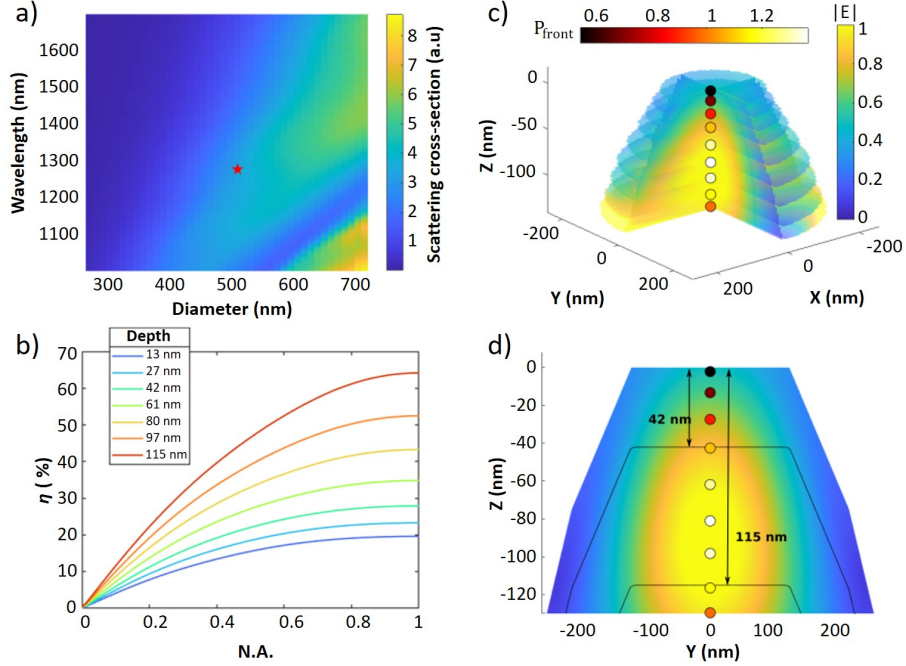 a)
Wavelength (nm)
1600
1500
1400
1300
1200
1100
300 400 500 600 700
Diameter (nm)
8
7
6
5
4
3
2
1
Scattering cross-section (a.u)
c)
P_front
0.6 0.8 1 1.2
|E|
1
0.8
0.6
0.4
0.2
0
Z (nm)
0
-50
-100
-200
0
200
Y (nm)
200
0
-200
X (nm)
b)
η (%)
70
60
50
40
30
20
10
0
Depth
13 nm
27 nm
42 nm
61 nm
80 nm
97 nm
115 nm
0 0.2 0.4 0.6 0.8 1
N.A.
d)
Z (nm)
0
-20
-40
-60
-80
-100
-120
42 nm
115 nm
-200 -100 0 100 200
Y (nm)